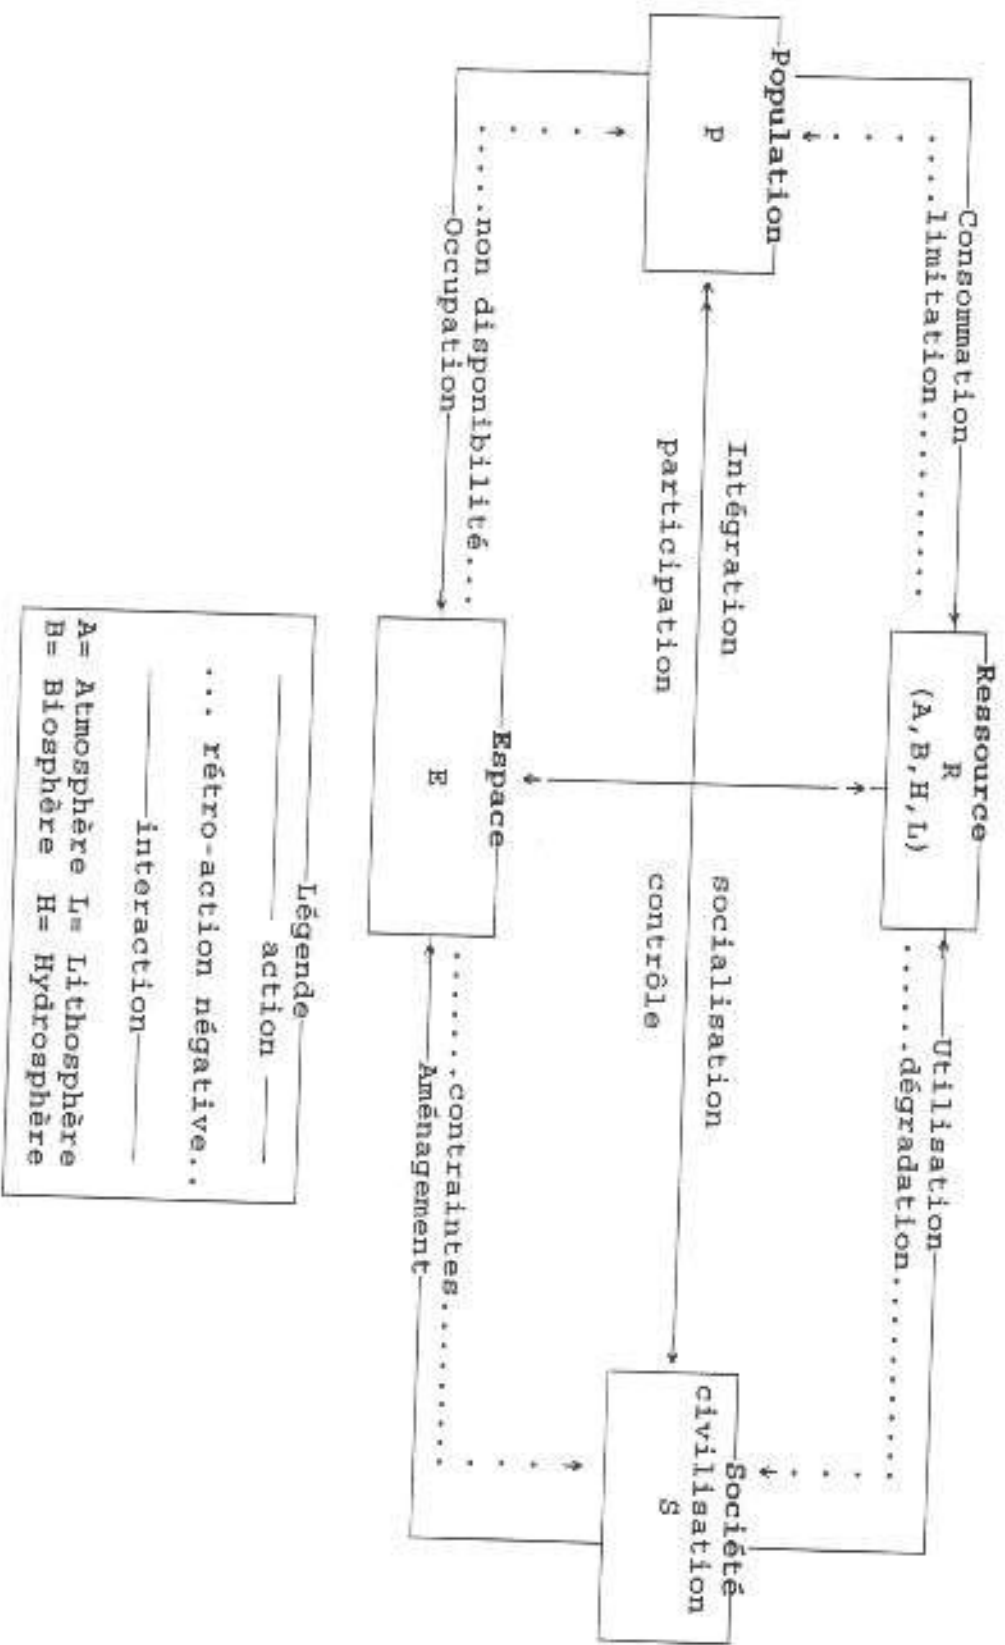 Ressource
R
(A,B,H,L)
Consommation
....limitation..........
Utilisation
......dégradation............
Population
P
Intégration
participation
socialisation
contrôle
Société
civilisation
S
.....non disponibilité...
Occupation
Espace
E
......contraintes..........
Aménagement
Légende
action
... rétro-action négative..
interaction
A= Atmosphère L= Lithosphère
B= Biosphère H= Hydrosphère